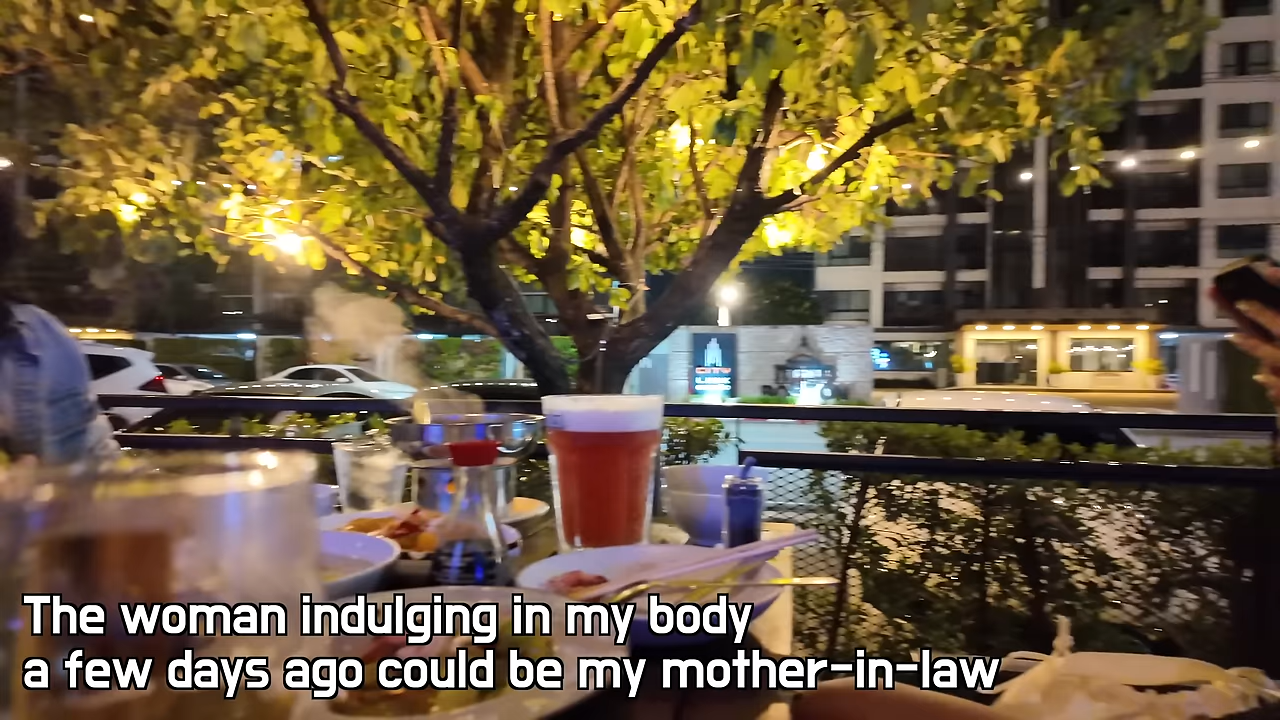 The woman indulging in my body
a few days ago could be my mother-in-law